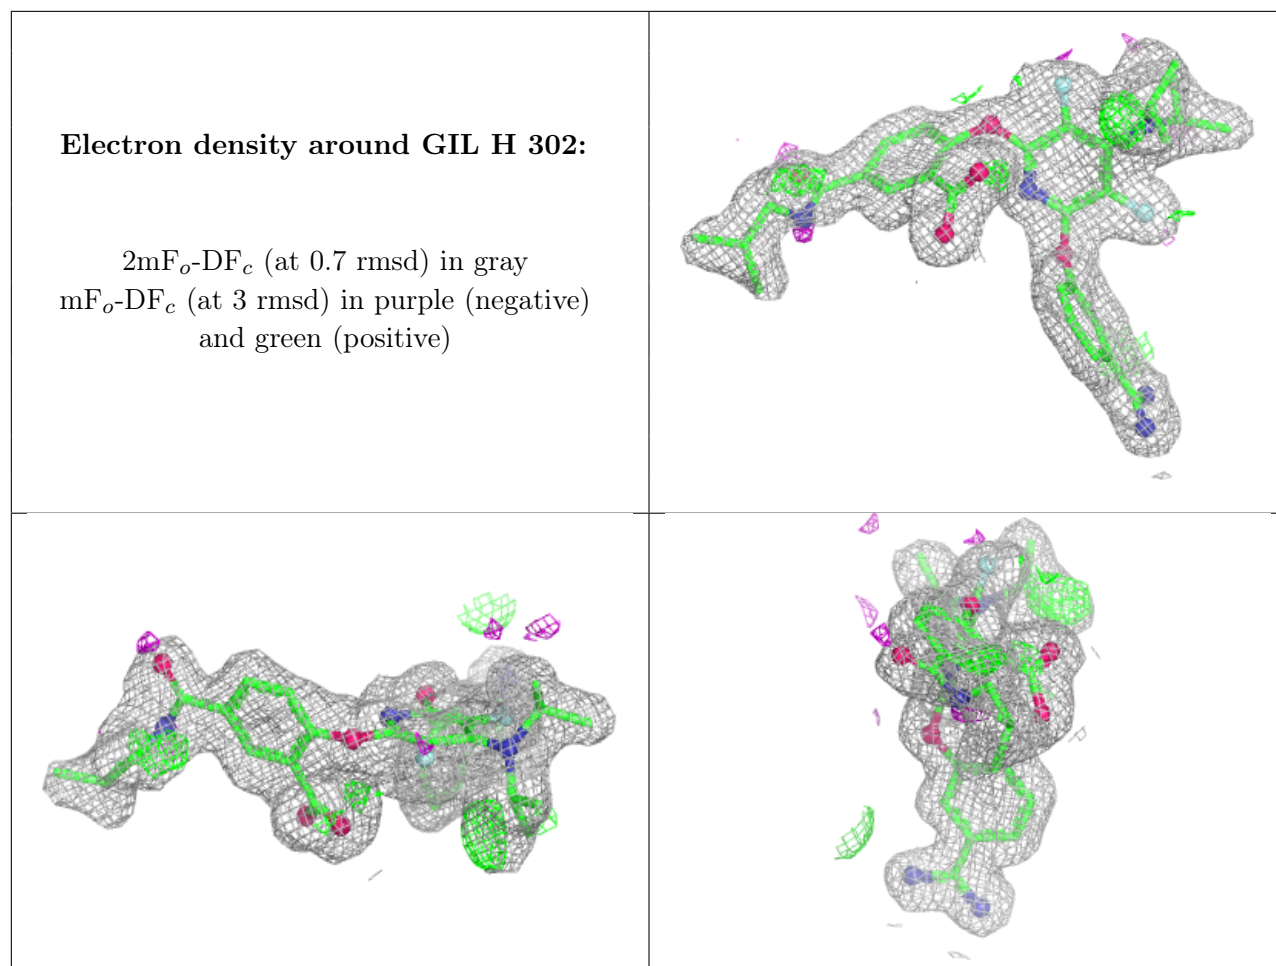 Electron density around GIL H 302:
2mFₒ-DF𝒸 (at 0.7 rmsd) in gray
mFₒ-DF𝒸 (at 3 rmsd) in purple (negative)
and green (positive)